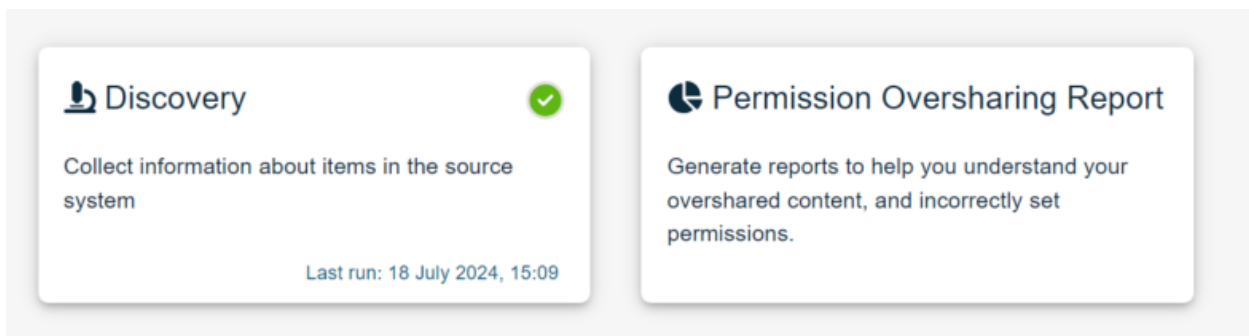 Discovery
Collect information about items in the source
system
Last run: 18 July 2024, 15:09
Permission Oversharing Report
Generate reports to help you understand your
overshared content, and incorrectly set
permissions.